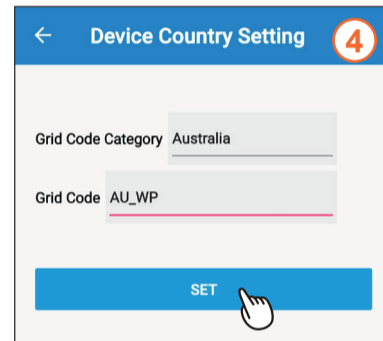 ← Device Country Setting 4
Grid Code Category Australia
Grid Code AU_WP
SET